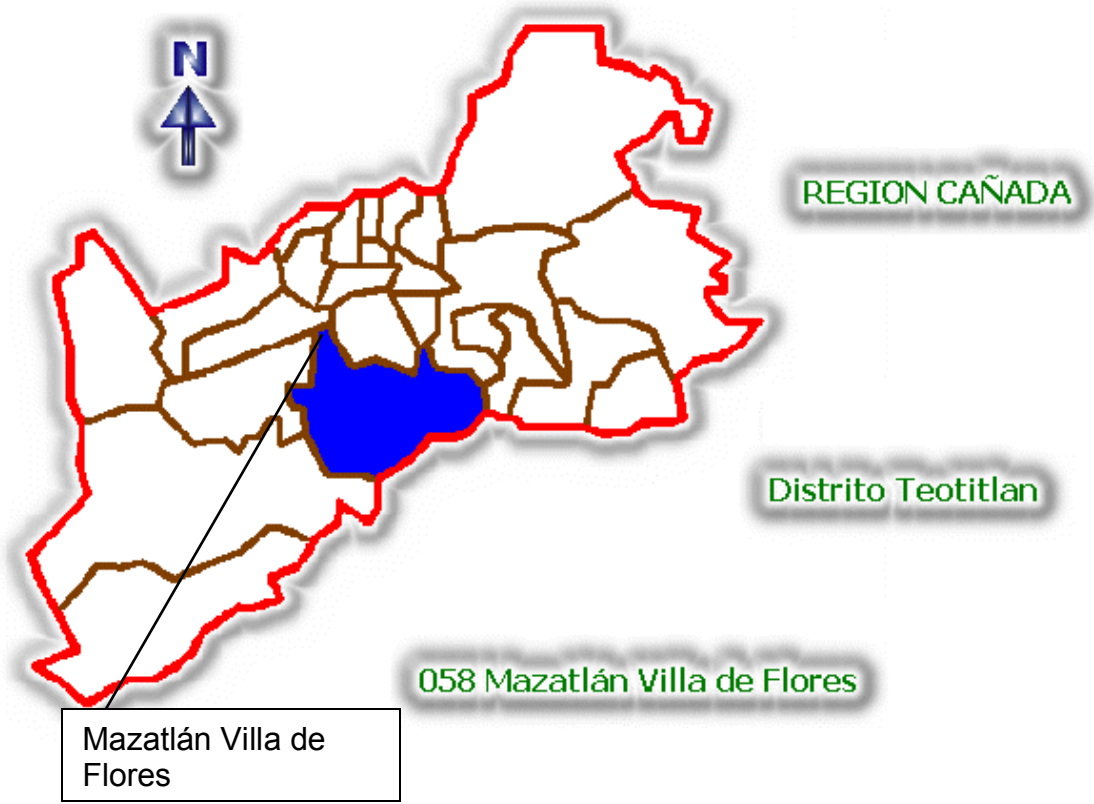 N
REGION CAÑADA
Distrito Teotitlan
058 Mazatlán Villa de Flores
Mazatlán Villa de
Flores